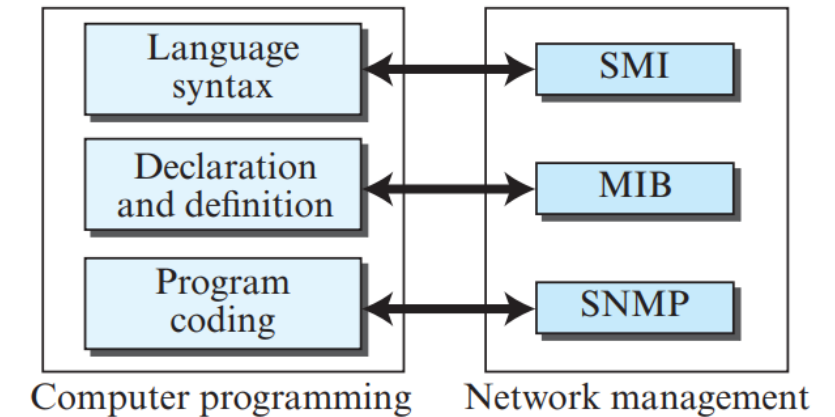 Language
syntax
SMI
Declaration
and definition
MIB
Program
coding
SNMP
Computer programming
Network management